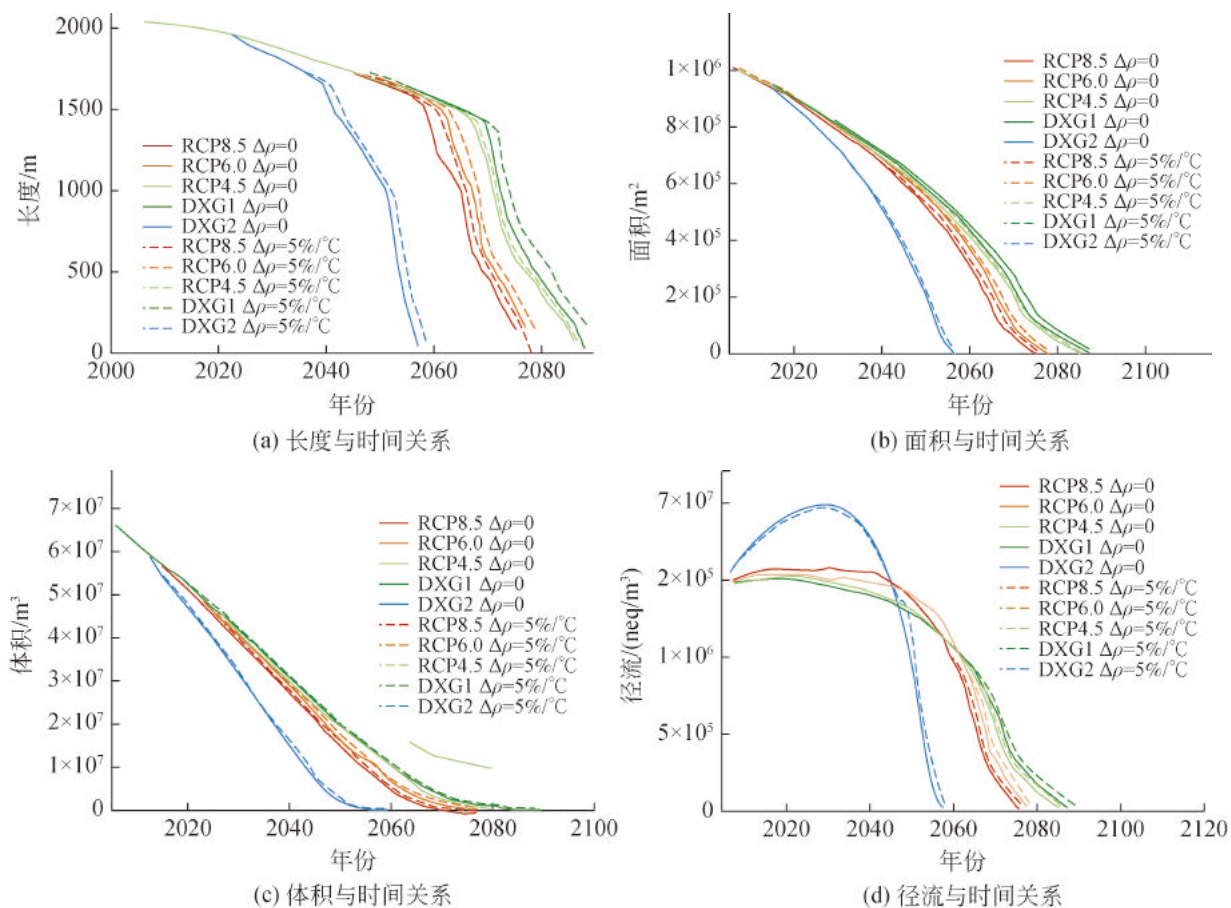 2000
1500
1000
500
0
长度/m
RCP8.5 Δρ=0
RCP6.0 Δρ=0
RCP4.5 Δρ=0
DXG1 Δρ=0
DXG2 Δρ=0
RCP8.5 Δρ=5%/℃
RCP6.0 Δρ=5%/℃
RCP4.5 Δρ=5%/℃
DXG1 Δρ=5%/℃
DXG2 Δρ=5%/℃
2000 2020 2040 2060 2080
年份
(a) 长度与时间关系
1×10⁶
8×10⁵
6×10⁵
4×10⁵
2×10⁵
0
面积/m²
RCP8.5 Δρ=0
RCP6.0 Δρ=0
RCP4.5 Δρ=0
DXG1 Δρ=0
DXG2 Δρ=0
RCP8.5 Δρ=5%/℃
RCP6.0 Δρ=5%/℃
RCP4.5 Δρ=5%/℃
DXG1 Δρ=5%/℃
DXG2 Δρ=5%/℃
2020 2040 2060 2080 2100
年份
(b) 面积与时间关系
7×10⁷
6×10⁷
5×10⁷
4×10⁷
3×10⁷
2×10⁷
1×10⁷
0
体积/m³
RCP8.5 Δρ=0
RCP6.0 Δρ=0
RCP4.5 Δρ=0
DXG1 Δρ=0
DXG2 Δρ=0
RCP8.5 Δρ=5%/℃
RCP6.0 Δρ=5%/℃
RCP4.5 Δρ=5%/℃
DXG1 Δρ=5%/℃
DXG2 Δρ=5%/℃
2020 2040 2060 2080 2100
年份
(c) 体积与时间关系
7×10⁷
2×10⁵
1×10⁶
5×10⁵
0
径流/(neq/m³)
RCP8.5 Δρ=0
RCP6.0 Δρ=0
RCP4.5 Δρ=0
DXG1 Δρ=0
DXG2 Δρ=0
RCP8.5 Δρ=5%/℃
RCP6.0 Δρ=5%/℃
RCP4.5 Δρ=5%/℃
DXG1 Δρ=5%/℃
DXG2 Δρ=5%/℃
2020 2040 2060 2080 2100 2120
年份
(d) 径流与时间关系